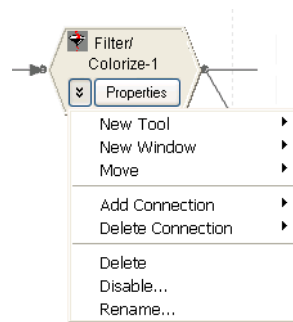 Filter/
Colorize-1
Properties
New Tool
New Window
Move
Add Connection
Delete Connection
Delete
Disable...
Rename...